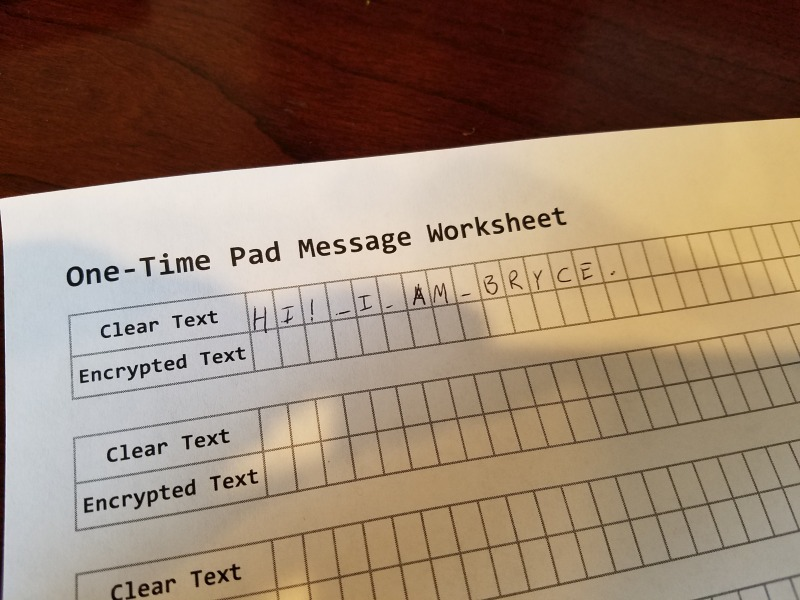 One-Time Pad Message Worksheet
Clear Text HI!_I_AM_BRYCE.
Encrypted Text
Clear Text
Encrypted Text
Clear Text